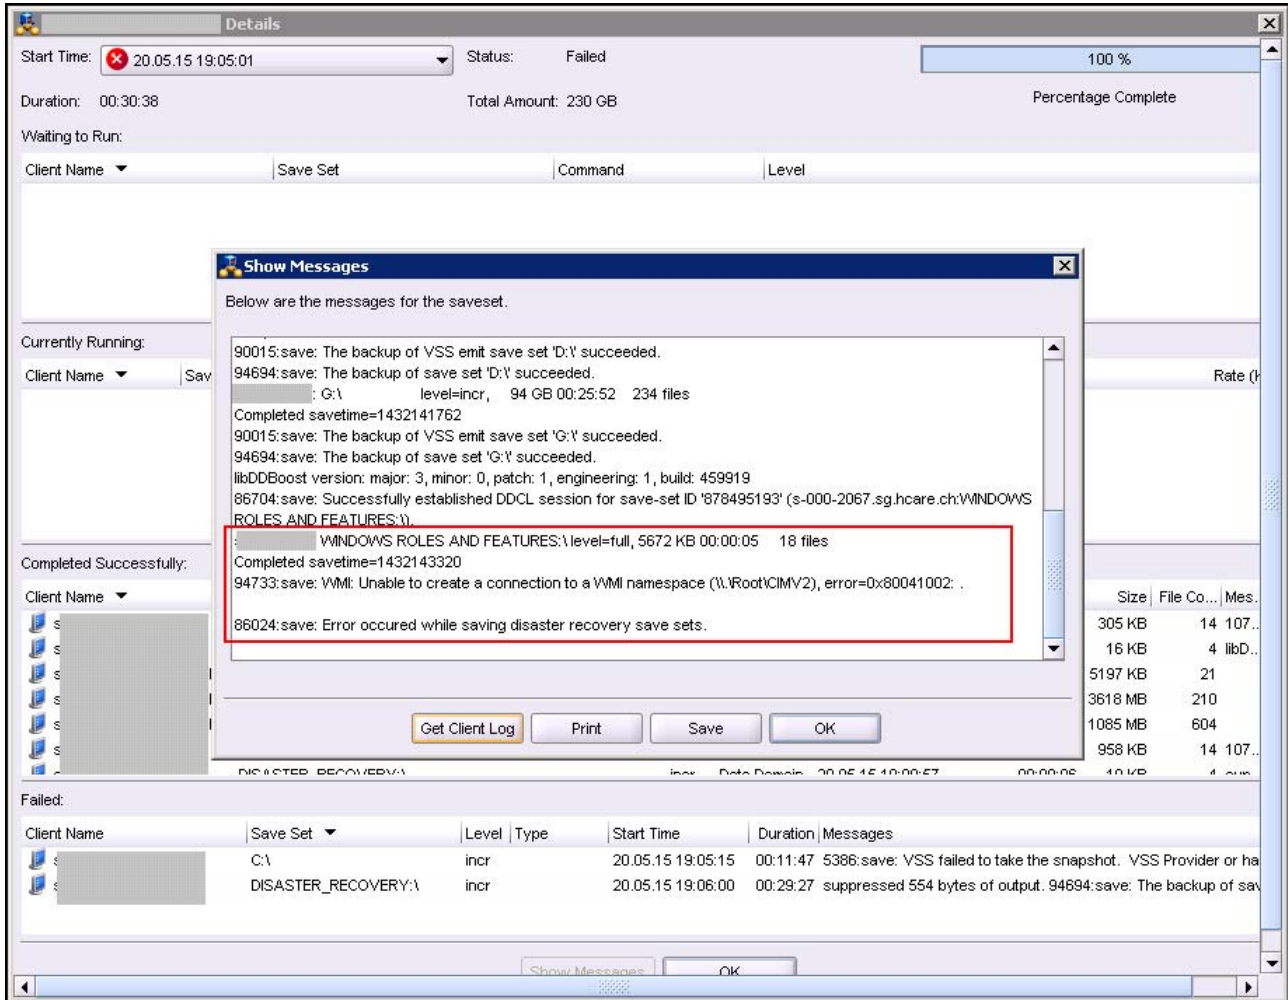 Details
Start Time: 20.05.15 19:05:01 Status: Failed 100 %
Duration: 00:30:38 Total Amount: 230 GB Percentage Complete
Waiting to Run:
Client Name Save Set Command Level
Show Messages
Below are the messages for the saveset.
90015:save: The backup of VSS emit save set 'D:\' succeeded.
94694:save: The backup of save set 'D:\' succeeded.
: G:\ level=incr, 94 GB 00:25:52 234 files
Completed savetime=1432141762
90015:save: The backup of VSS emit save set 'G:\' succeeded.
94694:save: The backup of save set 'G:\' succeeded.
libDDBoost version: major: 3, minor: 0, patch: 1, engineering: 1, build: 459919
86704:save: Successfully established DDCL session for save-set ID '878495193' (s-000-2067.sg.hcare.ch:WINDOWS
ROLES AND FEATURES:\).
WINDOWS ROLES AND FEATURES:\ level=full, 5672 KB 00:00:05 18 files
Completed savetime=1432143320
94733:save: WMI: Unable to create a connection to a WMI namespace (\\.\Root\CIMV2), error=0x80041002: .
86024:save: Error occured while saving disaster recovery save sets.
Get Client Log Print Save OK
Currently Running:
Client Name Sav Rate (
Completed Successfully:
Client Name Size File Co... Mes.
s 305 KB 14 107..
s 16 KB 4 libD..
s 5197 KB 21
s 3618 MB 210
s 1085 MB 604
s 958 KB 14 107..
DISASTER_RECOVERY:\ incr Data Domain 00:00:06 10 KB 4
Failed:
Client Name Save Set Level Type Start Time Duration Messages
s C:\ incr 20.05.15 19:05:15 00:11:47 5386:save: VSS failed to take the snapshot. VSS Provider or ha
s DISASTER_RECOVERY:\ incr 20.05.15 19:06:00 00:29:27 suppressed 554 bytes of output. 94694:save: The backup of sav
Show Messages OK